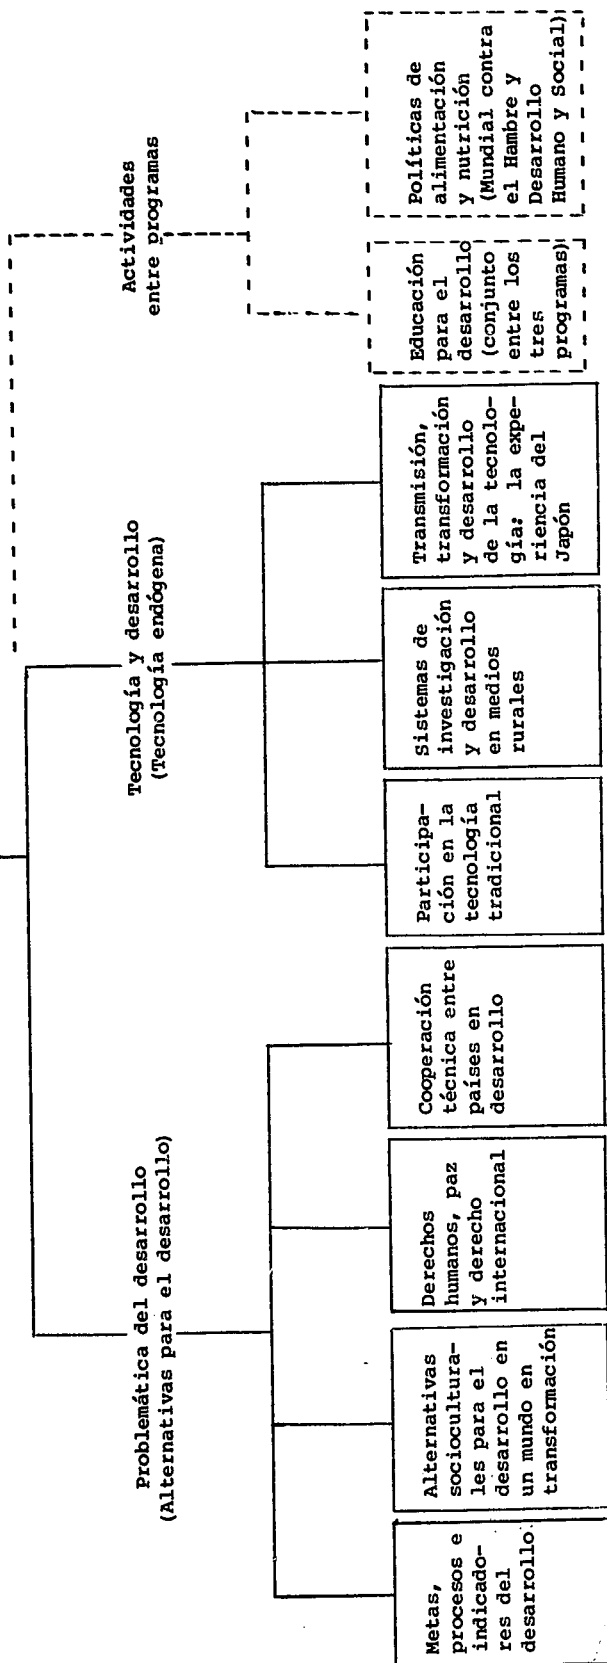 Problemática del desarrollo
(Alternativas para el desarrollo)
Tecnología y desarrollo
(Tecnología endógena)
Actividades
entre programas
Metas,
procesos e
indicado-
res del
desarrollo
Alternativas
sociocultura-
les para el
desarrollo en
un mundo en
transformación
Derechos
humanos, paz
y derecho
internacional
Cooperación
técnica entre
países en
desarrollo
Participa-
ción en la
tecnología
tradicional
Sistemas de
investigación
y desarrollo
en medios
rurales
Transmisión,
transformación
y desarrollo
de la tecnolo-
gía: la expe-
riencia del
Japón
Educación
para el
desarrollo
(conjunto
entre los
tres
programas)
Políticas de
alimentación
y nutrición
(Mundial contra
el Hambre y
Desarrollo
Humano y Social)